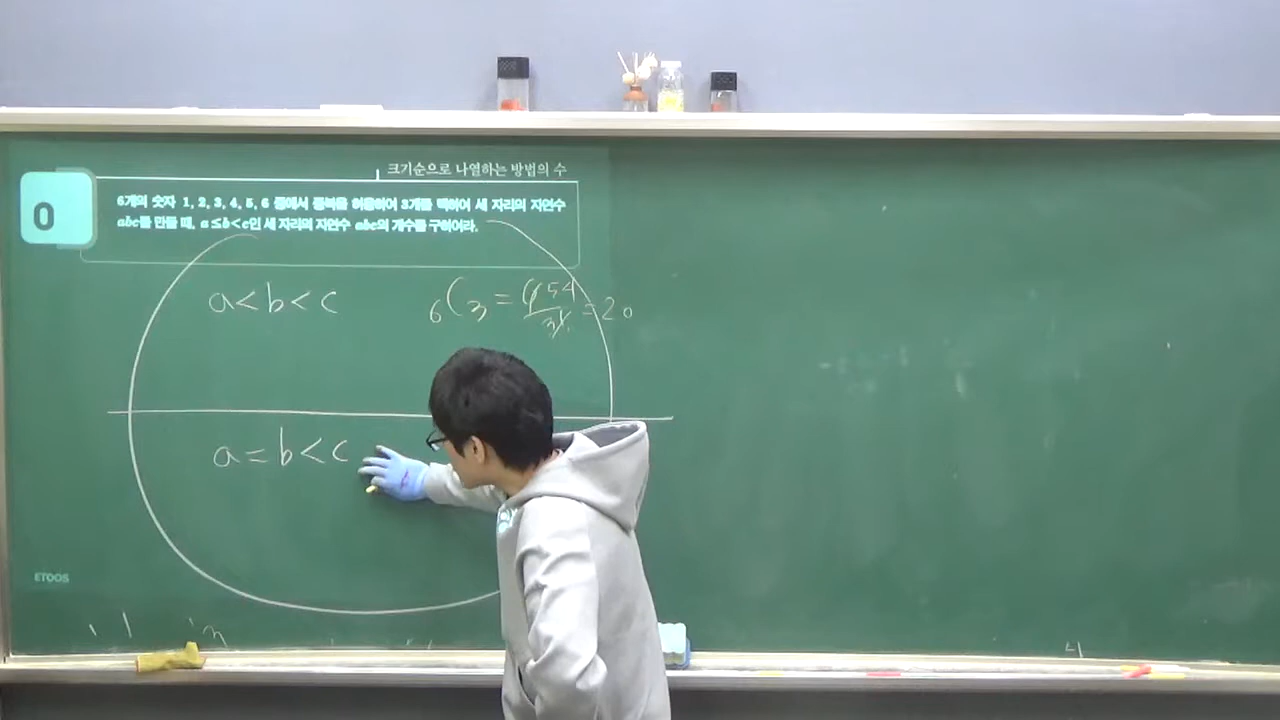 크기순으로 나열하는 방법의 수
0
6개의 숫자 1, 2, 3, 4, 5, 6 중에서 중복을 허용하여 3개를 택하여 세 자리의 자연수
abc를 만들 때, a≤b<c인 세 자리의 자연수 abc의 개수를 구하여라.
a<b<c
₆C₃ = 654/3! = 20
a=b<c
ETOOS